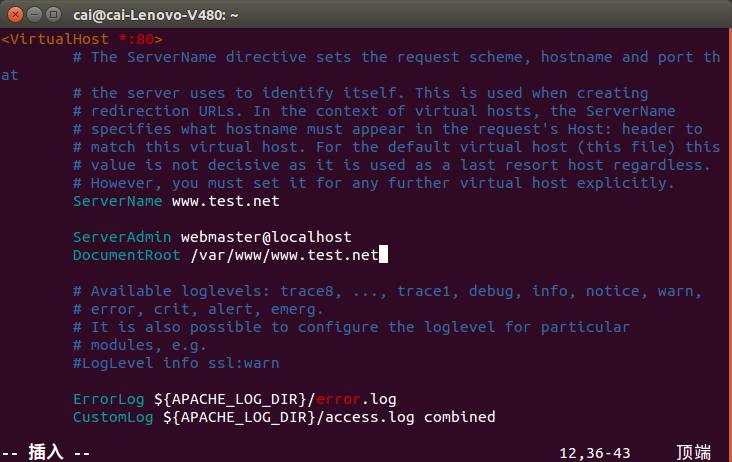 cai@cai-Lenovo-V480: ~
<VirtualHost *:80>
# The ServerName directive sets the request scheme, hostname and port th
at
# the server uses to identify itself. This is used when creating
# redirection URLs. In the context of virtual hosts, the ServerName
# specifies what hostname must appear in the request's Host: header to
# match this virtual host. For the default virtual host (this file) this
# value is not decisive as it is used as a last resort host regardless.
# However, you must set it for any further virtual host explicitly.
ServerName www.test.net
ServerAdmin webmaster@localhost
DocumentRoot /var/www/www.test.net
# Available loglevels: trace8, ..., trace1, debug, info, notice, warn,
# error, crit, alert, emerg.
# It is also possible to configure the loglevel for particular
# modules, e.g.
#LogLevel info ssl:warn
ErrorLog ${APACHE_LOG_DIR}/error.log
CustomLog ${APACHE_LOG_DIR}/access.log combined
-- 插入 -- 12,36-43 顶端